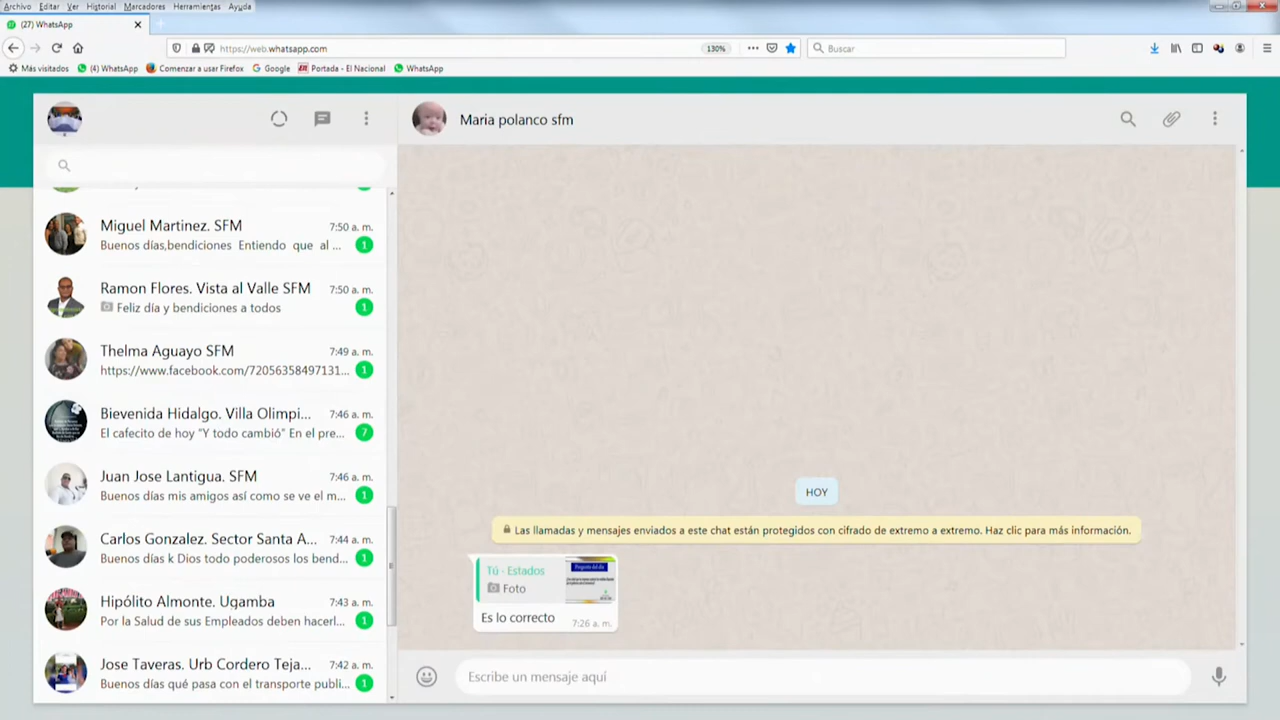 Archivo Editar Ver Historial Marcadores Herramientas Ayuda
(27) WhatsApp
https://web.whatsapp.com
130%
Buscar
Más visitados (4) WhatsApp Comenzar a usar Firefox Google Portada - El Nacional WhatsApp
Maria polanco sfm
Miguel Martinez. SFM 7:50 a. m.
Buenos días,bendiciones Entiendo que al ... 1
Ramon Flores. Vista al Valle SFM 7:50 a. m.
Feliz día y bendiciones a todos 1
Thelma Aguayo SFM 7:49 a. m.
https://www.facebook.com/72056358497131... 1
Bievenida Hidalgo. Villa Olimpi... 7:46 a. m.
El cafecito de hoy "Y todo cambió" En el pre... 7
Juan Jose Lantigua. SFM 7:46 a. m.
Buenos días mis amigos así como se ve el m... 1
Carlos Gonzalez. Sector Santa A... 7:44 a. m.
Buenos días k Dios todo poderosos los bend... 1
Hipólito Almonte. Ugamba 7:43 a. m.
Por la Salud de sus Empleados deben hacerl... 1
Jose Taveras. Urb Cordero Teja... 7:42 a. m.
Buenos días qué pasa con el transporte publi... 1
HOY
Las llamadas y mensajes enviados a este chat están protegidos con cifrado de extremo a extremo. Haz clic para más información.
Tú · Estados
Foto
Pregunta del día
Es lo correcto 7:26 a. m.
Escribe un mensaje aquí